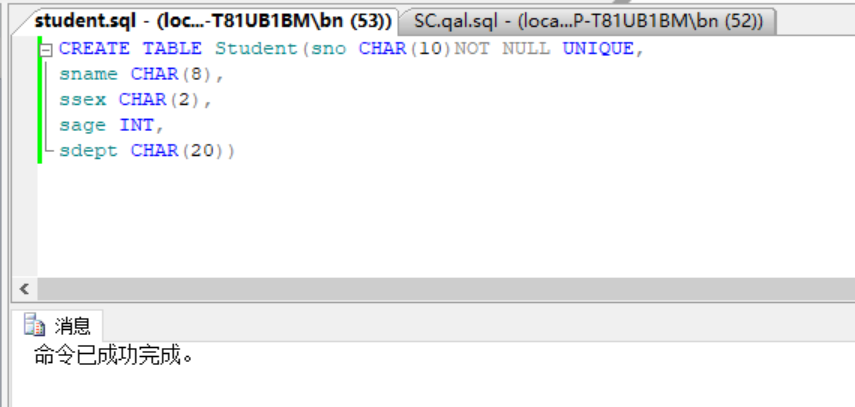 student.sql - (loc...-T81UB1BM\bn (53)) SC.qal.sql - (loca...P-T81UB1BM\bn (52))
CREATE TABLE Student(sno CHAR(10)NOT NULL UNIQUE,
sname CHAR(8),
ssex CHAR(2),
sage INT,
sdept CHAR(20))
消息
命令已成功完成。